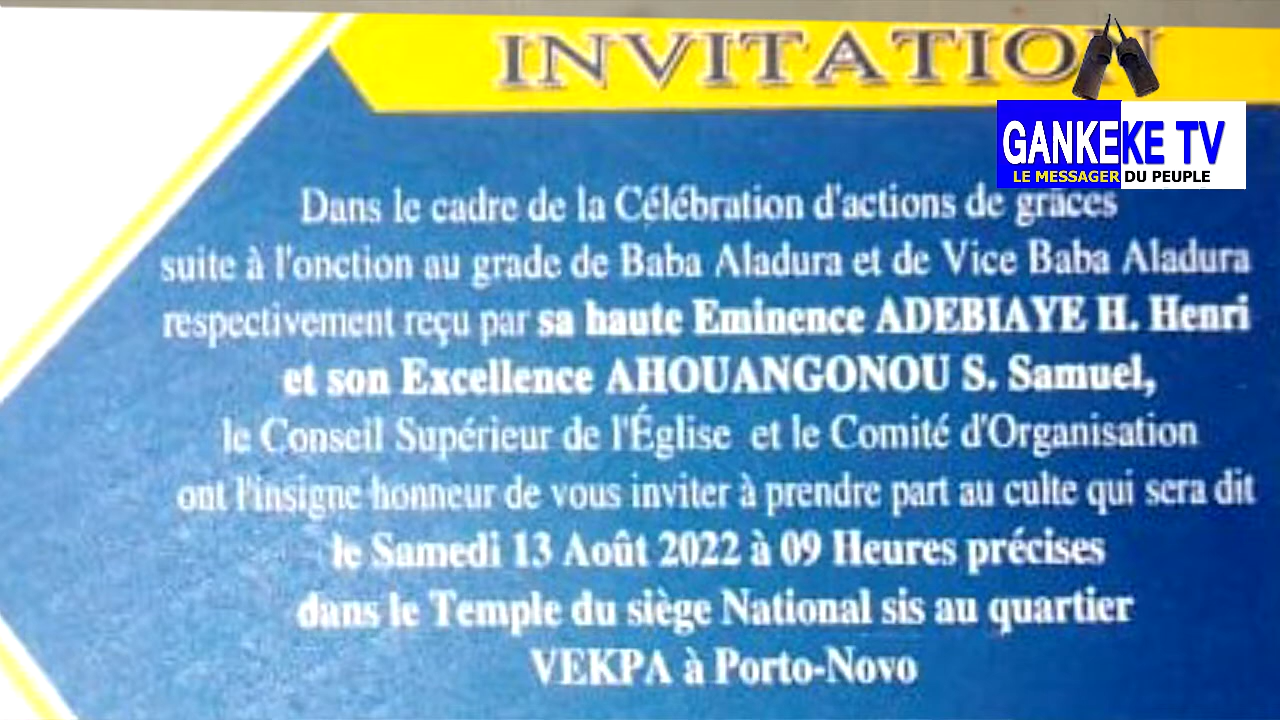 INVITATION
GANKEKE TV
LE MESSAGER DU PEUPLE
Dans le cadre de la Célébration d'actions de grâces
suite à l'onction au grade de Baba Aladura et de Vice Baba Aladura
respectivement reçu par sa haute Eminence ADEBIAYE H. Henri
et son Excellence AHOUANGONOU S. Samuel,
le Conseil Supérieur de l'Église et le Comité d'Organisation
ont l'insigne honneur de vous inviter à prendre part au culte qui sera dit
le Samedi 13 Août 2022 à 09 Heures précises
dans le Temple du siège National sis au quartier
VEKPA à Porto-Novo